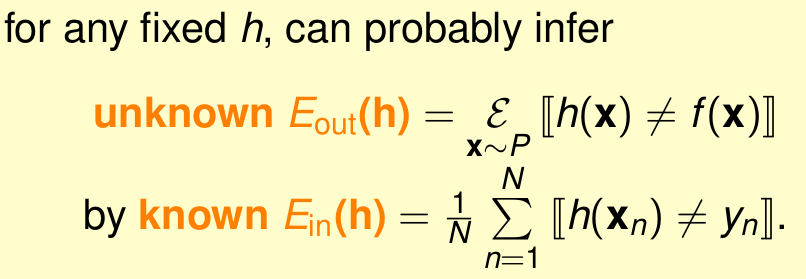 for any fixed h, can probably infer
unknown E_out(h) = ℰ_{x∼P} ⟦h(x) ≠ f(x)⟧
by known E_in(h) = 1/N ∑_{n=1}^{N} ⟦h(x_n) ≠ y_n⟧.